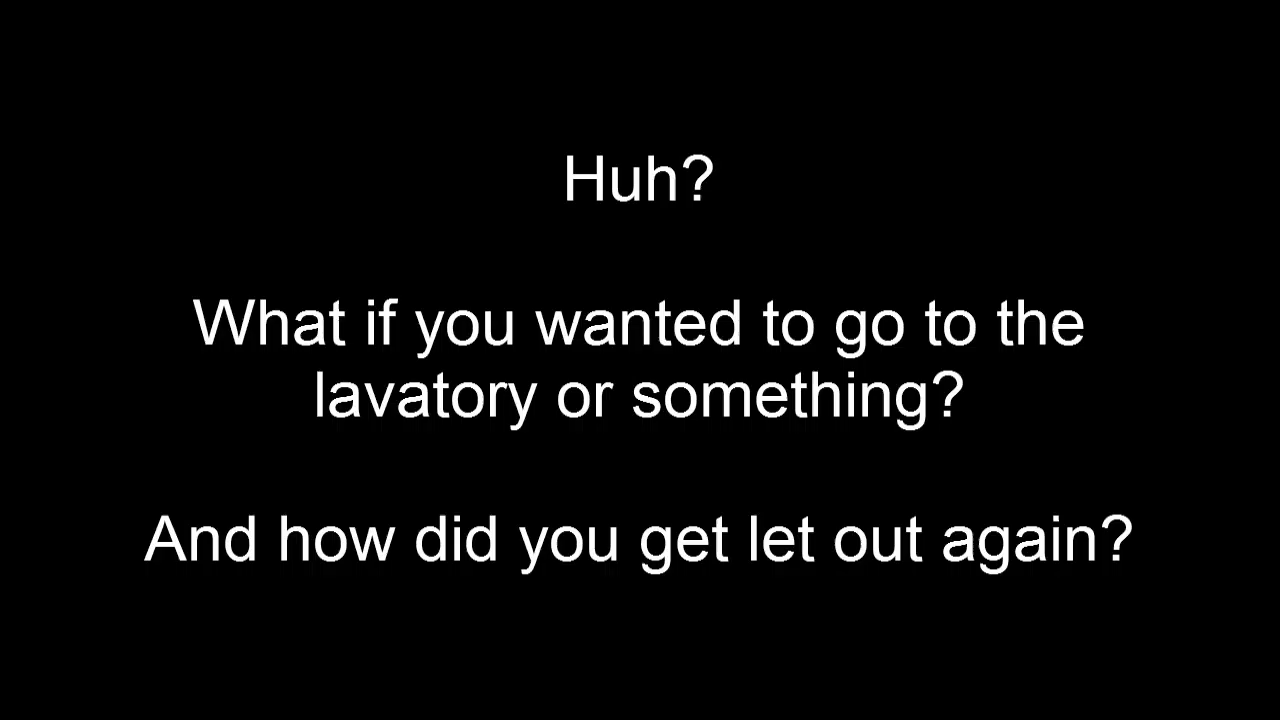 Huh?
What if you wanted to go to the
lavatory or something?
And how did you get let out again?